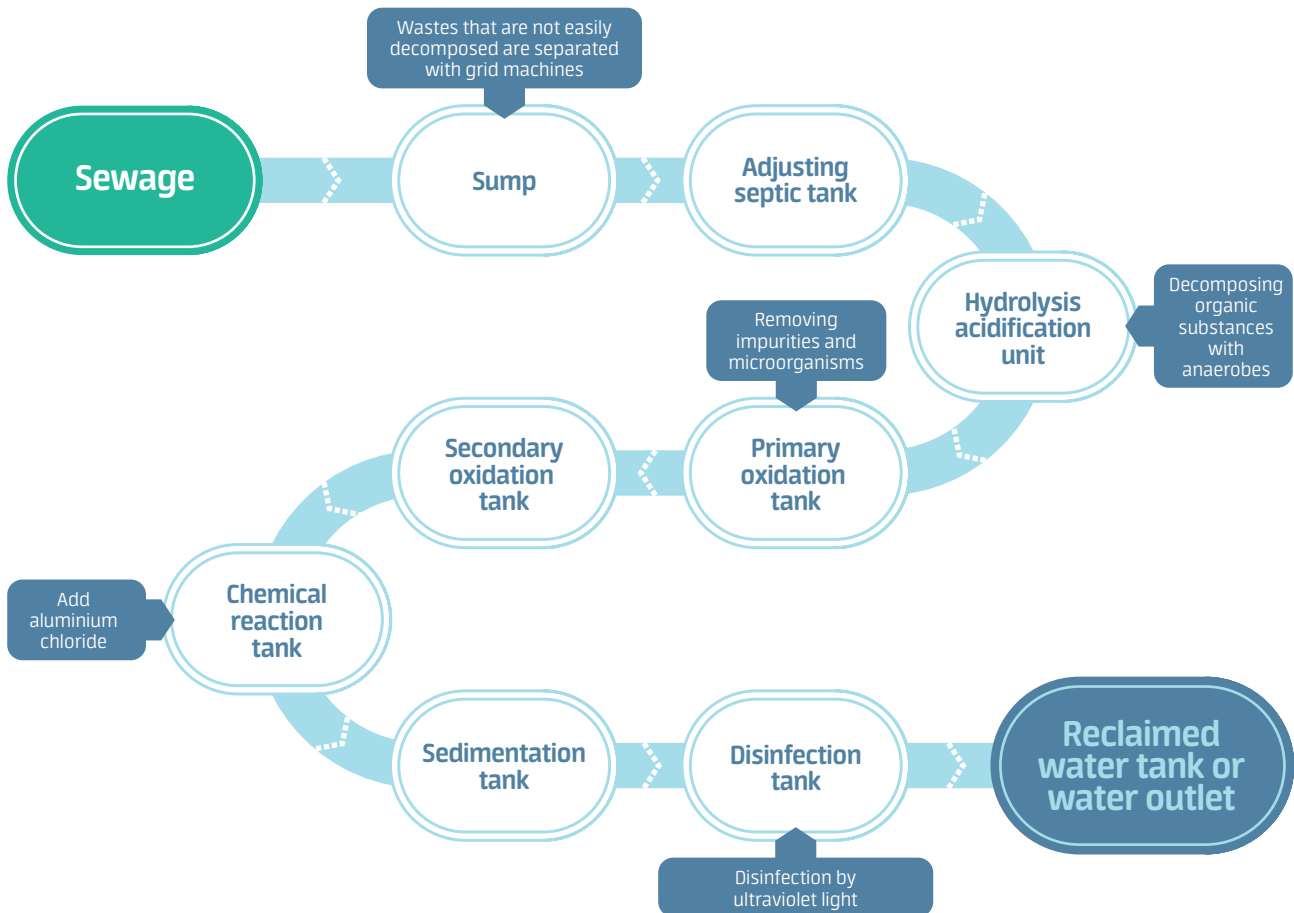 Wastes that are not easily
decomposed are separated
with grid machines
Sewage
Sump
Adjusting
septic tank
Hydrolysis
acidification
unit
Decomposing
organic
substances
with
anaerobes
Removing
impurities and
microorganisms
Primary
oxidation
tank
Secondary
oxidation
tank
Chemical
reaction
tank
Add
aluminium
chloride
Sedimentation
tank
Disinfection
tank
Disinfection by
ultraviolet light
Reclaimed
water tank or
water outlet